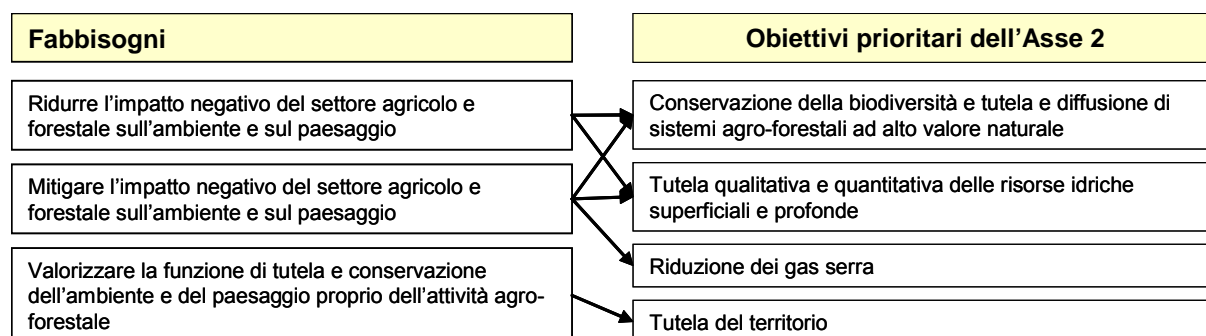 Fabbisogni
Obiettivi prioritari dell'Asse 2
Ridurre l'impatto negativo del settore agricolo e
forestale sull'ambiente e sul paesaggio
Conservazione della biodiversità e tutela e diffusione di
sistemi agro-forestali ad alto valore naturale
Mitigare l'impatto negativo del settore agricolo e
forestale sull'ambiente e sul paesaggio
Tutela qualitativa e quantitativa delle risorse idriche
superficiali e profonde
Valorizzare la funzione di tutela e conservazione
dell'ambiente e del paesaggio proprio dell'attività agro-
forestale
Riduzione dei gas serra
Tutela del territorio